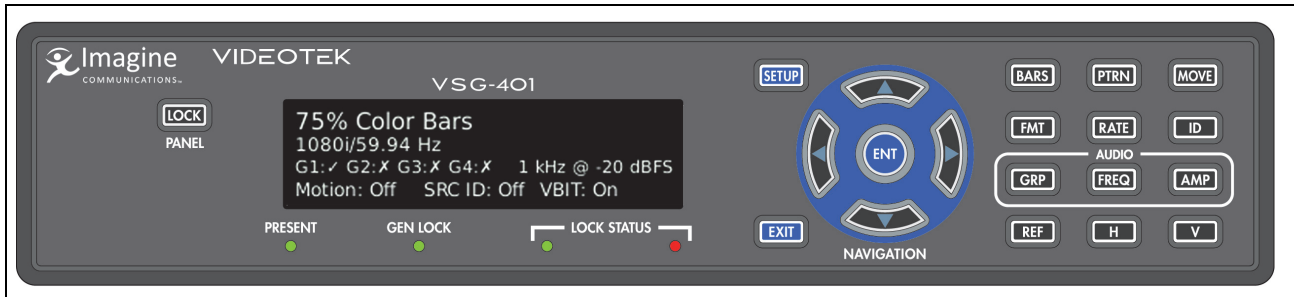 Imagine
COMMUNICATIONS™
VIDEOTEK
VSG-401
LOCK
PANEL
75% Color Bars
1080i/59.94 Hz
G1:✓ G2:✗ G3:✗ G4:✗ 1 kHz @ -20 dBFS
Motion: Off SRC ID: Off VBIT: On
PRESENT
GEN LOCK
LOCK STATUS
SETUP
ENT
EXIT
NAVIGATION
BARS PTRN MOVE
FMT RATE ID
AUDIO
GRP FREQ AMP
REF H V